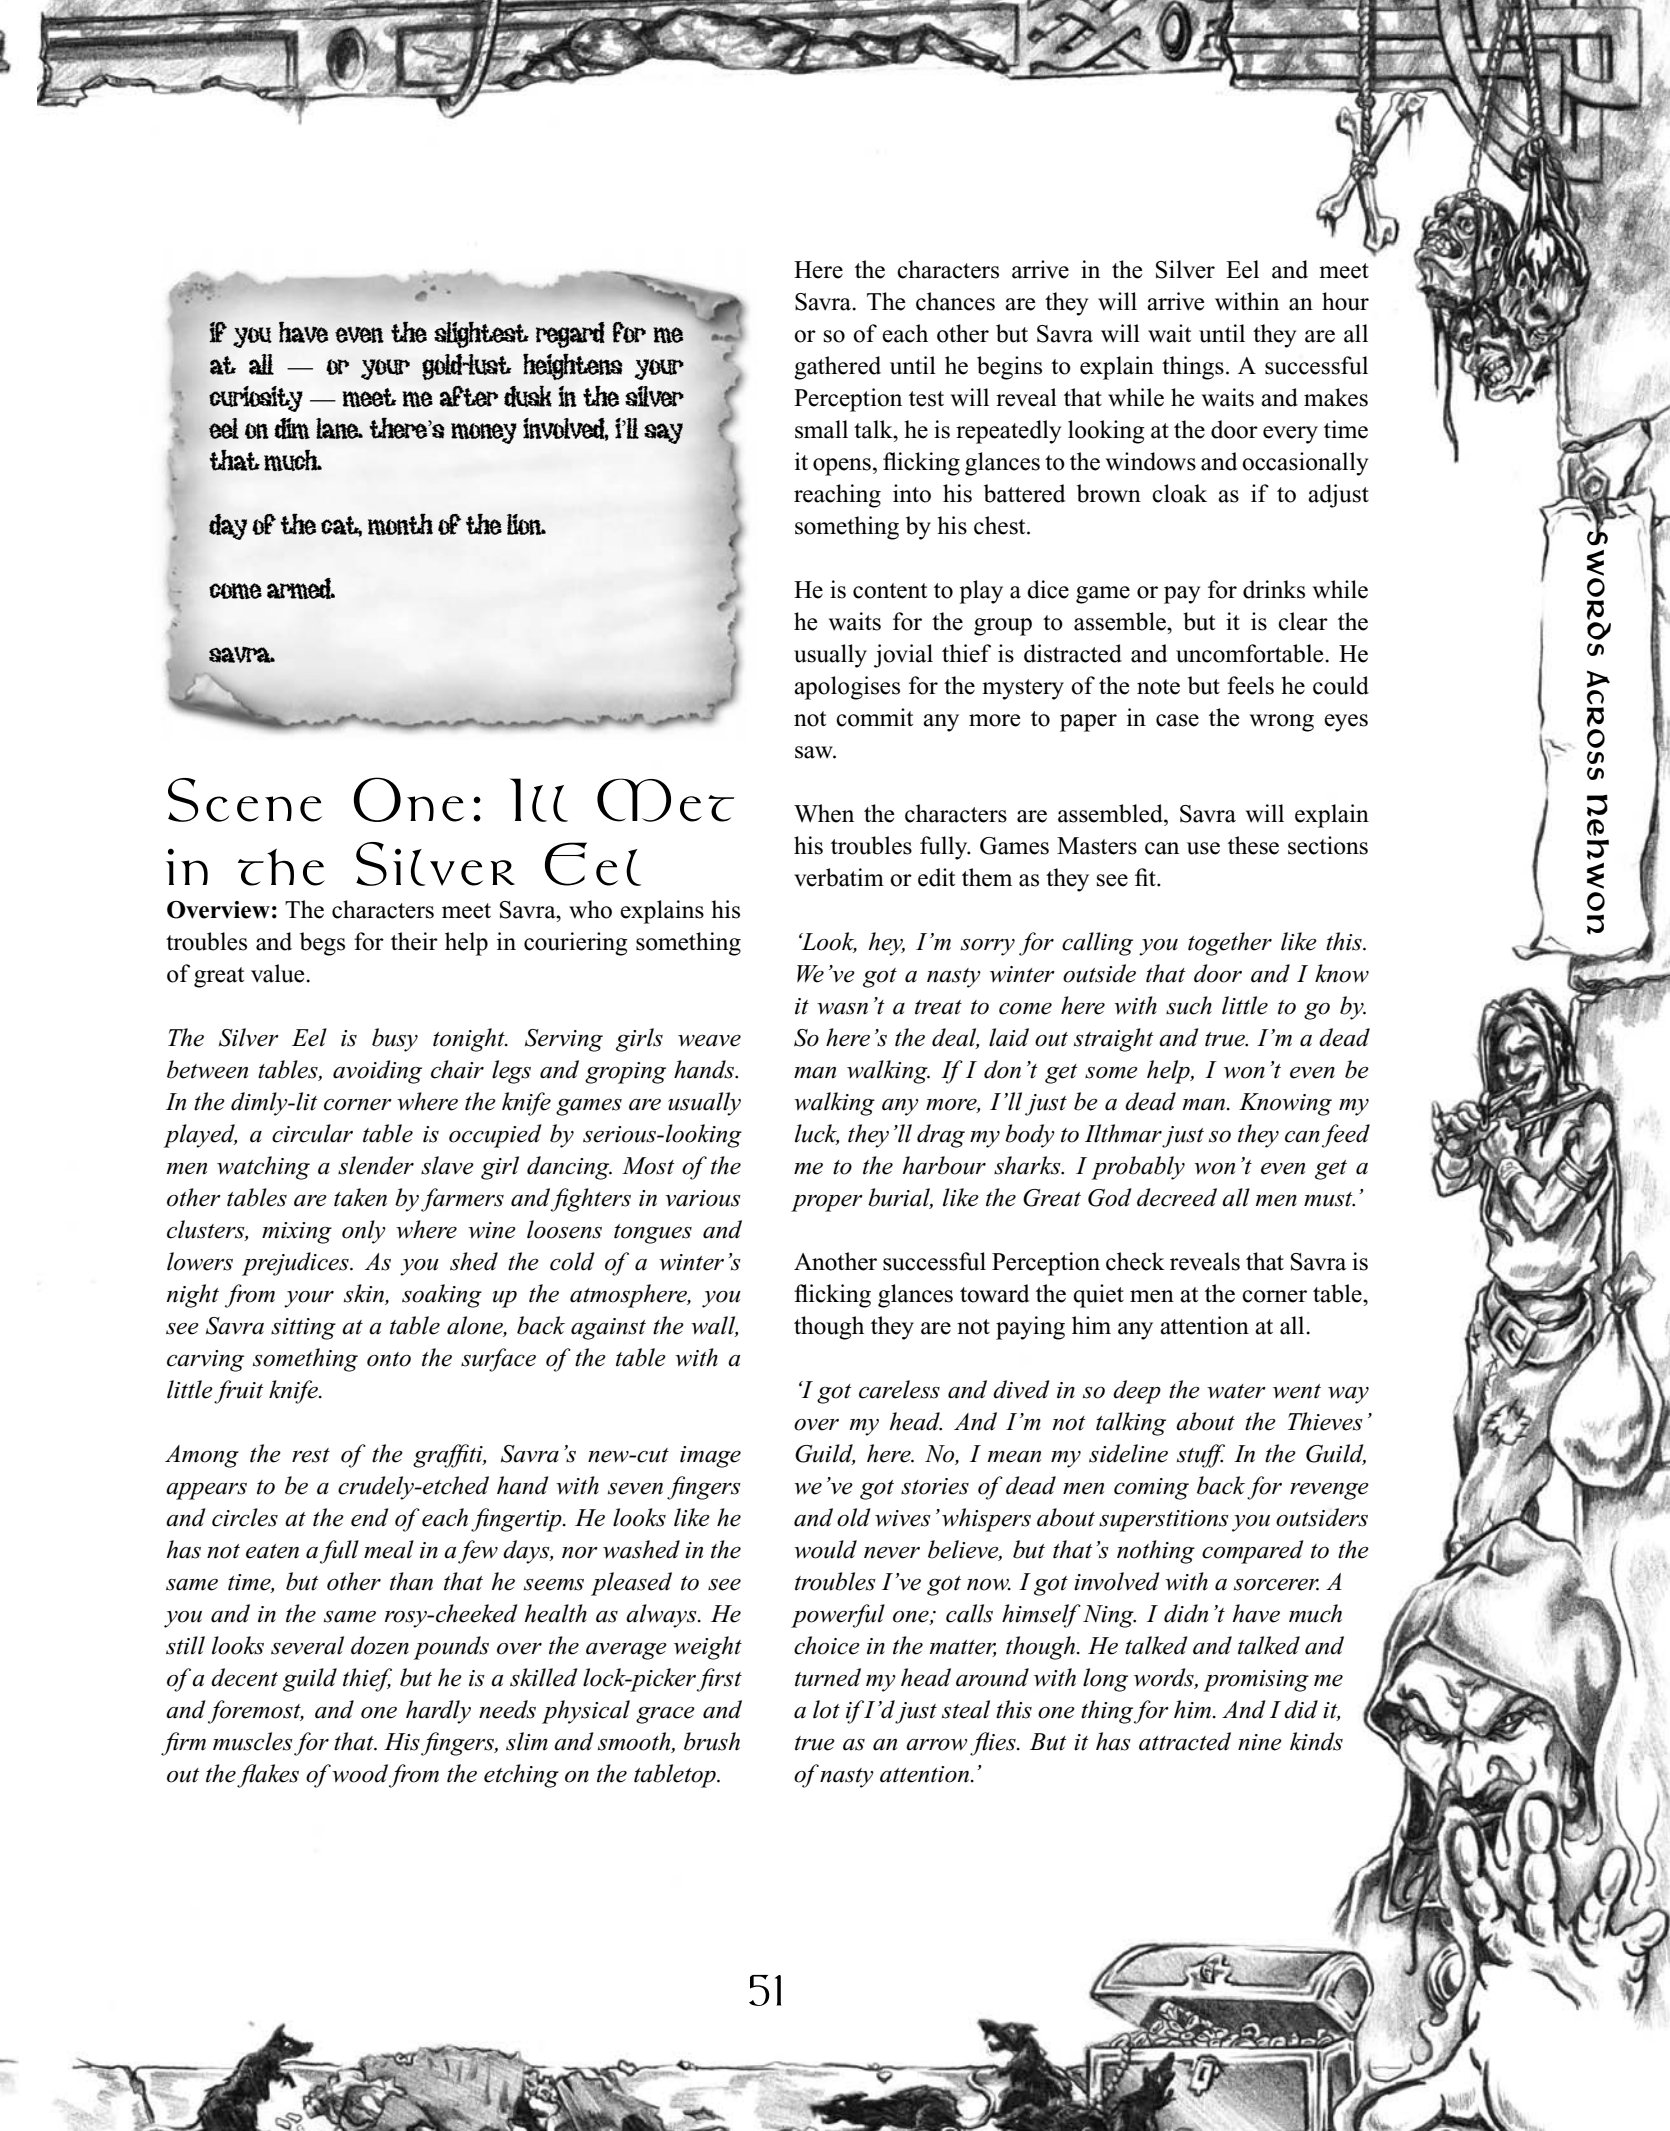 if you have even the slightest regard for me
at all — or your gold-lust heightens your
curiosity — meet me after dusk in the silver
eel on dim lane. there's money involved, i'll say
that much.
day of the cat, month of the lion.
come armed.
savra.
Scene One: Ill Met
in the Silver Eel
Overview: The characters meet Savra, who explains his
troubles and begs for their help in couriering something
of great value.
The Silver Eel is busy tonight. Serving girls weave
between tables, avoiding chair legs and groping hands.
In the dimly-lit corner where the knife games are usually
played, a circular table is occupied by serious-looking
men watching a slender slave girl dancing. Most of the
other tables are taken by farmers and fighters in various
clusters, mixing only where wine loosens tongues and
lowers prejudices. As you shed the cold of a winter's
night from your skin, soaking up the atmosphere, you
see Savra sitting at a table alone, back against the wall,
carving something onto the surface of the table with a
little fruit knife.
Among the rest of the graffiti, Savra's new-cut image
appears to be a crudely-etched hand with seven fingers
and circles at the end of each fingertip. He looks like he
has not eaten a full meal in a few days, nor washed in the
same time, but other than that he seems pleased to see
you and in the same rosy-cheeked health as always. He
still looks several dozen pounds over the average weight
of a decent guild thief, but he is a skilled lock-picker first
and foremost, and one hardly needs physical grace and
firm muscles for that. His fingers, slim and smooth, brush
out the flakes of wood from the etching on the tabletop.
Here the characters arrive in the Silver Eel and meet
Savra. The chances are they will arrive within an hour
or so of each other but Savra will wait until they are all
gathered until he begins to explain things. A successful
Perception test will reveal that while he waits and makes
small talk, he is repeatedly looking at the door every time
it opens, flicking glances to the windows and occasionally
reaching into his battered brown cloak as if to adjust
something by his chest.
He is content to play a dice game or pay for drinks while
he waits for the group to assemble, but it is clear the
usually jovial thief is distracted and uncomfortable. He
apologises for the mystery of the note but feels he could
not commit any more to paper in case the wrong eyes
saw.
When the characters are assembled, Savra will explain
his troubles fully. Games Masters can use these sections
verbatim or edit them as they see fit.
'Look, hey, I'm sorry for calling you together like this.
We've got a nasty winter outside that door and I know
it wasn't a treat to come here with such little to go by.
So here's the deal, laid out straight and true. I'm a dead
man walking. If I don't get some help, I won't even be
walking any more, I'll just be a dead man. Knowing my
luck, they'll drag my body to Ilthmar just so they can feed
me to the harbour sharks. I probably won't even get a
proper burial, like the Great God decreed all men must.'
Another successful Perception check reveals that Savra is
flicking glances toward the quiet men at the corner table,
though they are not paying him any attention at all.
'I got careless and dived in so deep the water went way
over my head. And I'm not talking about the Thieves'
Guild, here. No, I mean my sideline stuff. In the Guild,
we've got stories of dead men coming back for revenge
and old wives' whispers about superstitions you outsiders
would never believe, but that's nothing compared to the
troubles I've got now. I got involved with a sorcerer. A
powerful one; calls himself Ning. I didn't have much
choice in the matter, though. He talked and talked and
turned my head around with long words, promising me
a lot if I'd just steal this one thing for him. And I did it,
true as an arrow flies. But it has attracted nine kinds
of nasty attention.'
Swords Across Nehwon
51